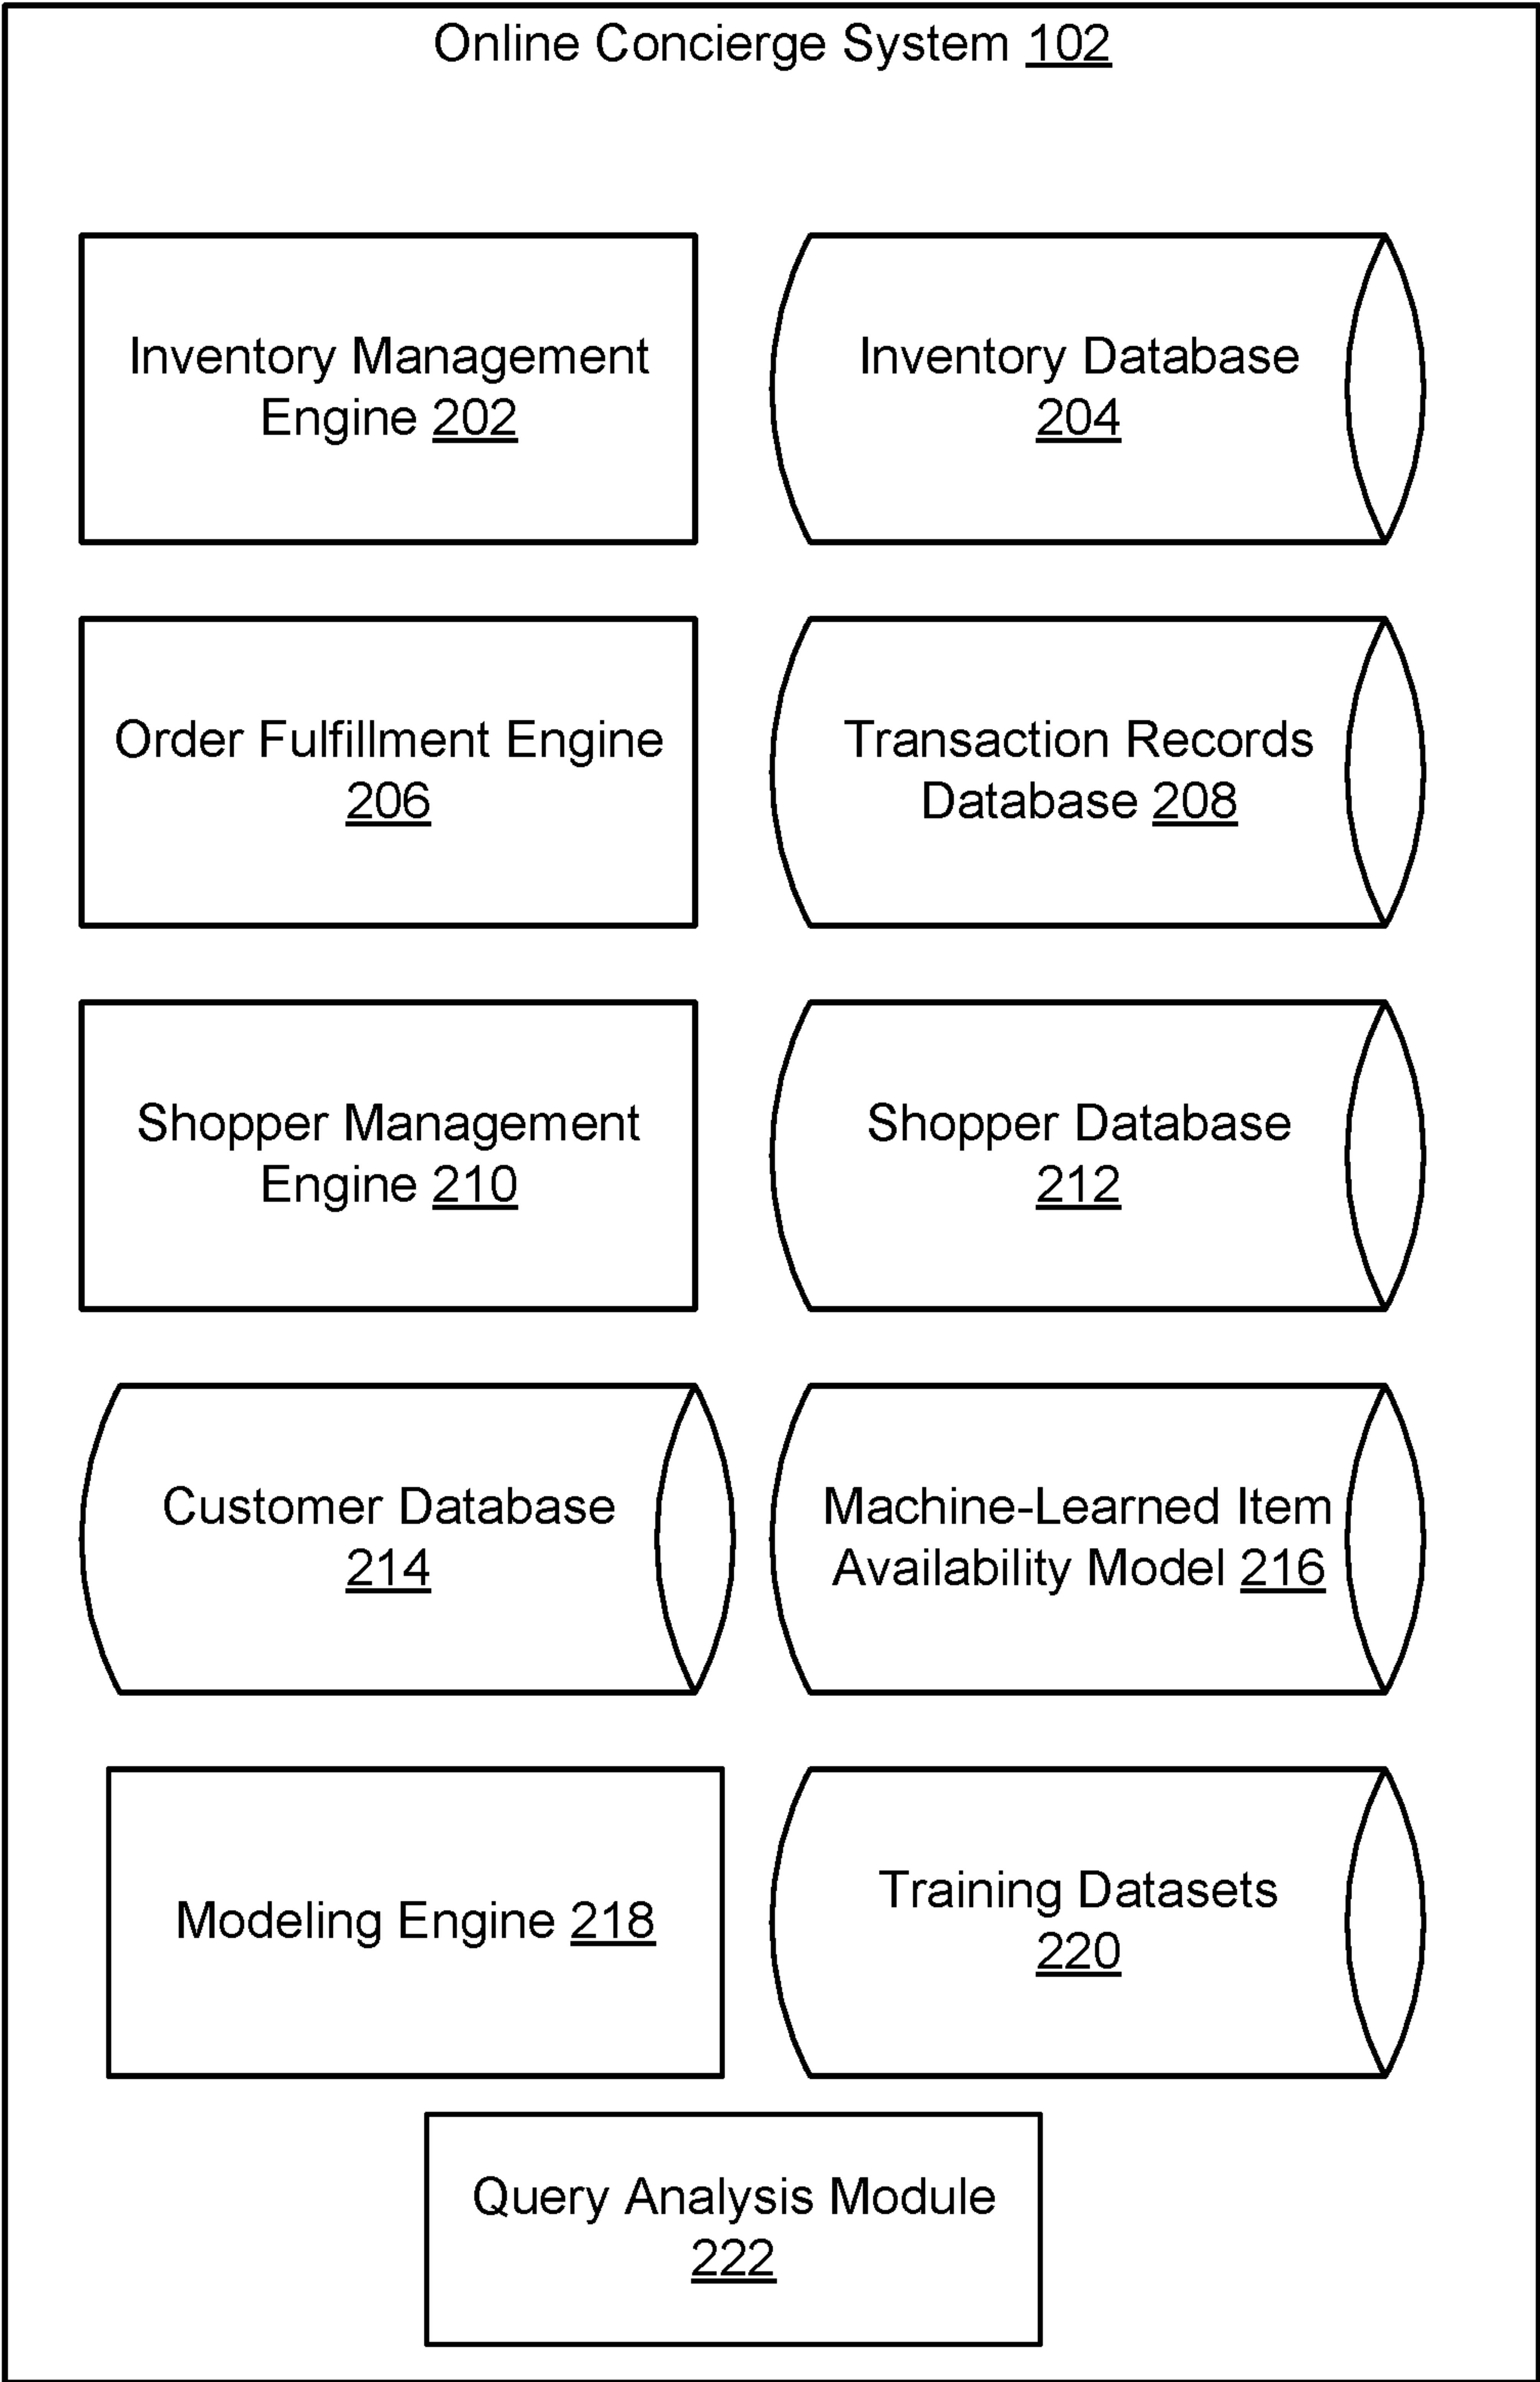 Online Concierge System 102
Inventory Management
Engine 202
Inventory Database
204
Order Fulfillment Engine
206
Transaction Records
Database 208
Shopper Management
Engine 210
Shopper Database
212
Customer Database
214
Machine-Learned Item
Availability Model 216
Modeling Engine 218
Training Datasets
220
Query Analysis Module
222